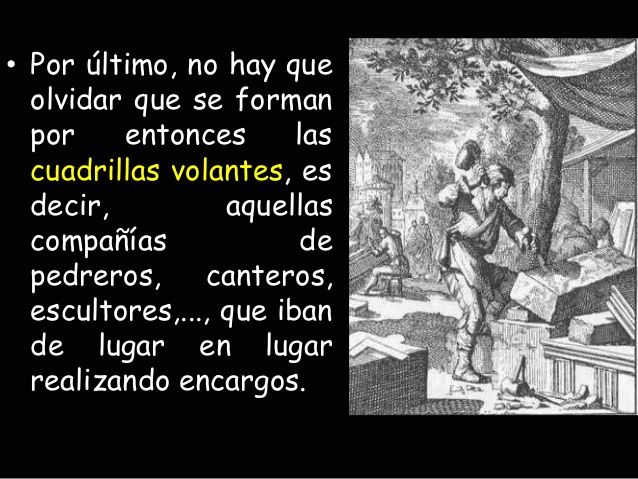 • Por último, no hay que
olvidar que se forman
por entonces las
cuadrillas volantes, es
decir, aquellas
compañías de
pedreros, canteros,
escultores,..., que iban
de lugar en lugar
realizando encargos.